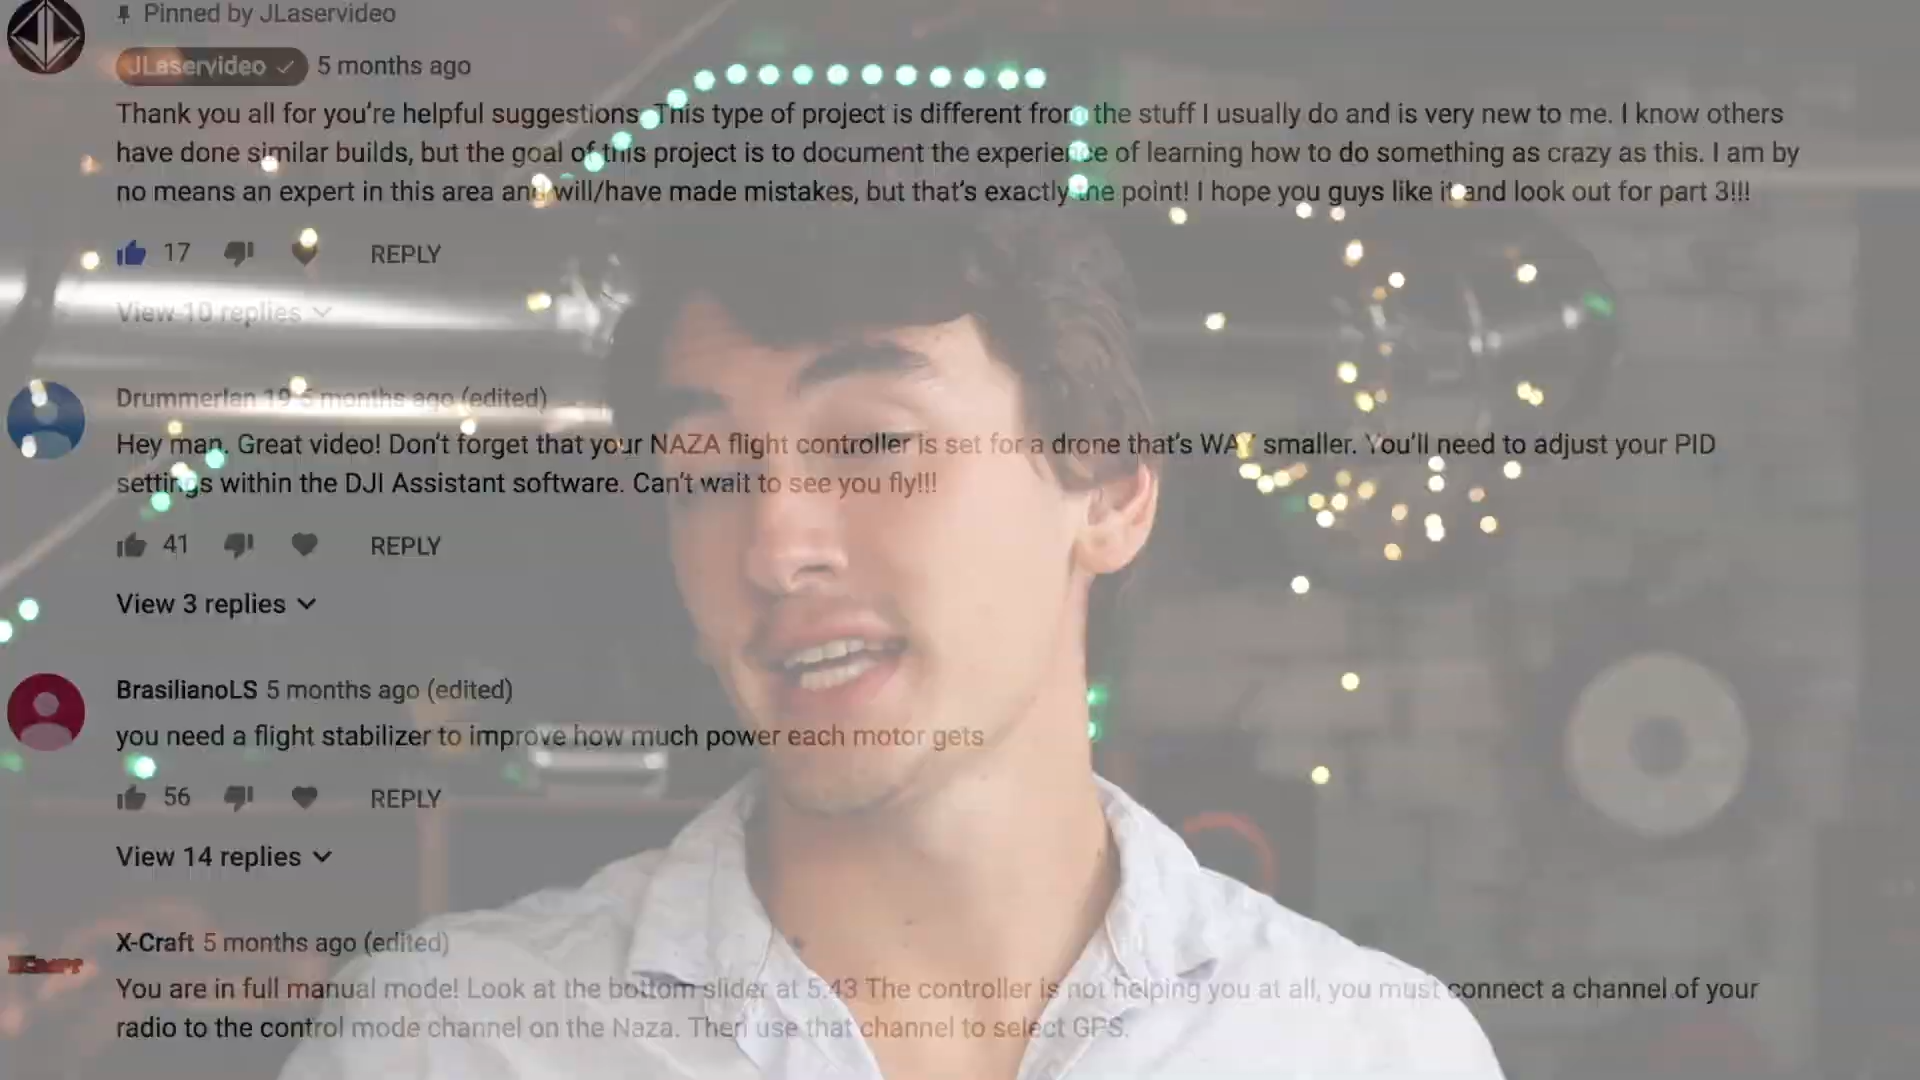 Pinned by JLaservideo
JLaservideo 5 months ago
Thank you all for you're helpful suggestions. This type of project is different from the stuff I usually do and is very new to me. I know others
have done similar builds, but the goal of this project is to document the experience of learning how to do something as crazy as this. I am by
no means an expert in this area and will/have made mistakes, but that's exactly the point! I hope you guys like it and look out for part 3!!!
17 REPLY
View 10 replies
DrummerIan 19 5 months ago (edited)
Hey man. Great video! Don't forget that your NAZA flight controller is set for a drone that's WAY smaller. You'll need to adjust your PID
settings within the DJI Assistant software. Can't wait to see you fly!!!
41 REPLY
View 3 replies
BrasilianoLS 5 months ago (edited)
you need a flight stabilizer to improve how much power each motor gets
56 REPLY
View 14 replies
X-Craft 5 months ago (edited)
You are in full manual mode! Look at the bottom slider at 5:43 The controller is not helping you at all, you must connect a channel of your
radio to the control mode channel on the Naza. Then use that channel to select GPS.